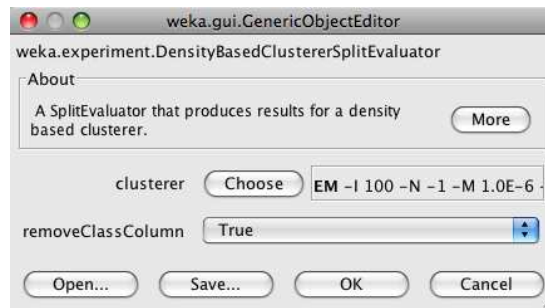 weka.gui.GenericObjectEditor
weka.experiment.DensityBasedClustererSplitEvaluator
About
A SplitEvaluator that produces results for a density
based clusterer.
More
clusterer Choose EM -I 100 -N -1 -M 1.0E-6 -
removeClassColumn True
Open... Save... OK Cancel